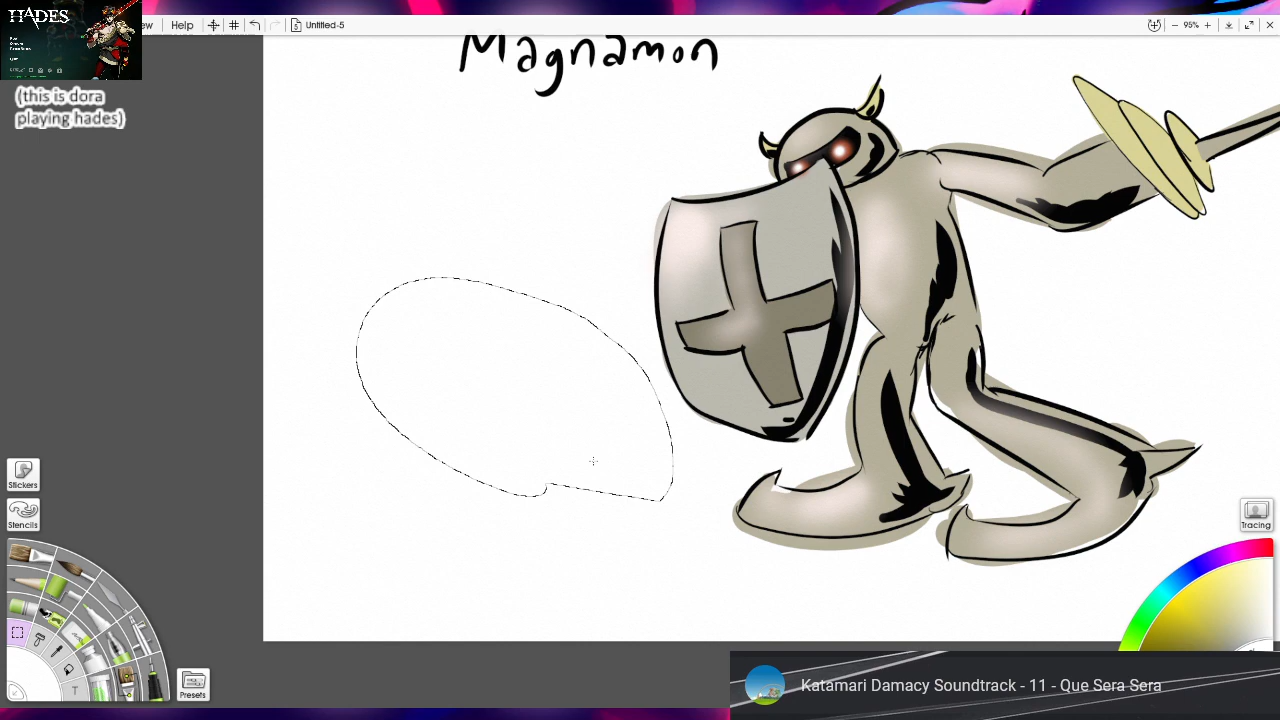 HADES
ew Help Untitled-5 95%
(this is dora
playing hades)
Magnamon
Stickers
Stencils
Tracing
T
Presets
Katamari Damacy Soundtrack - 11 - Que Sera Sera